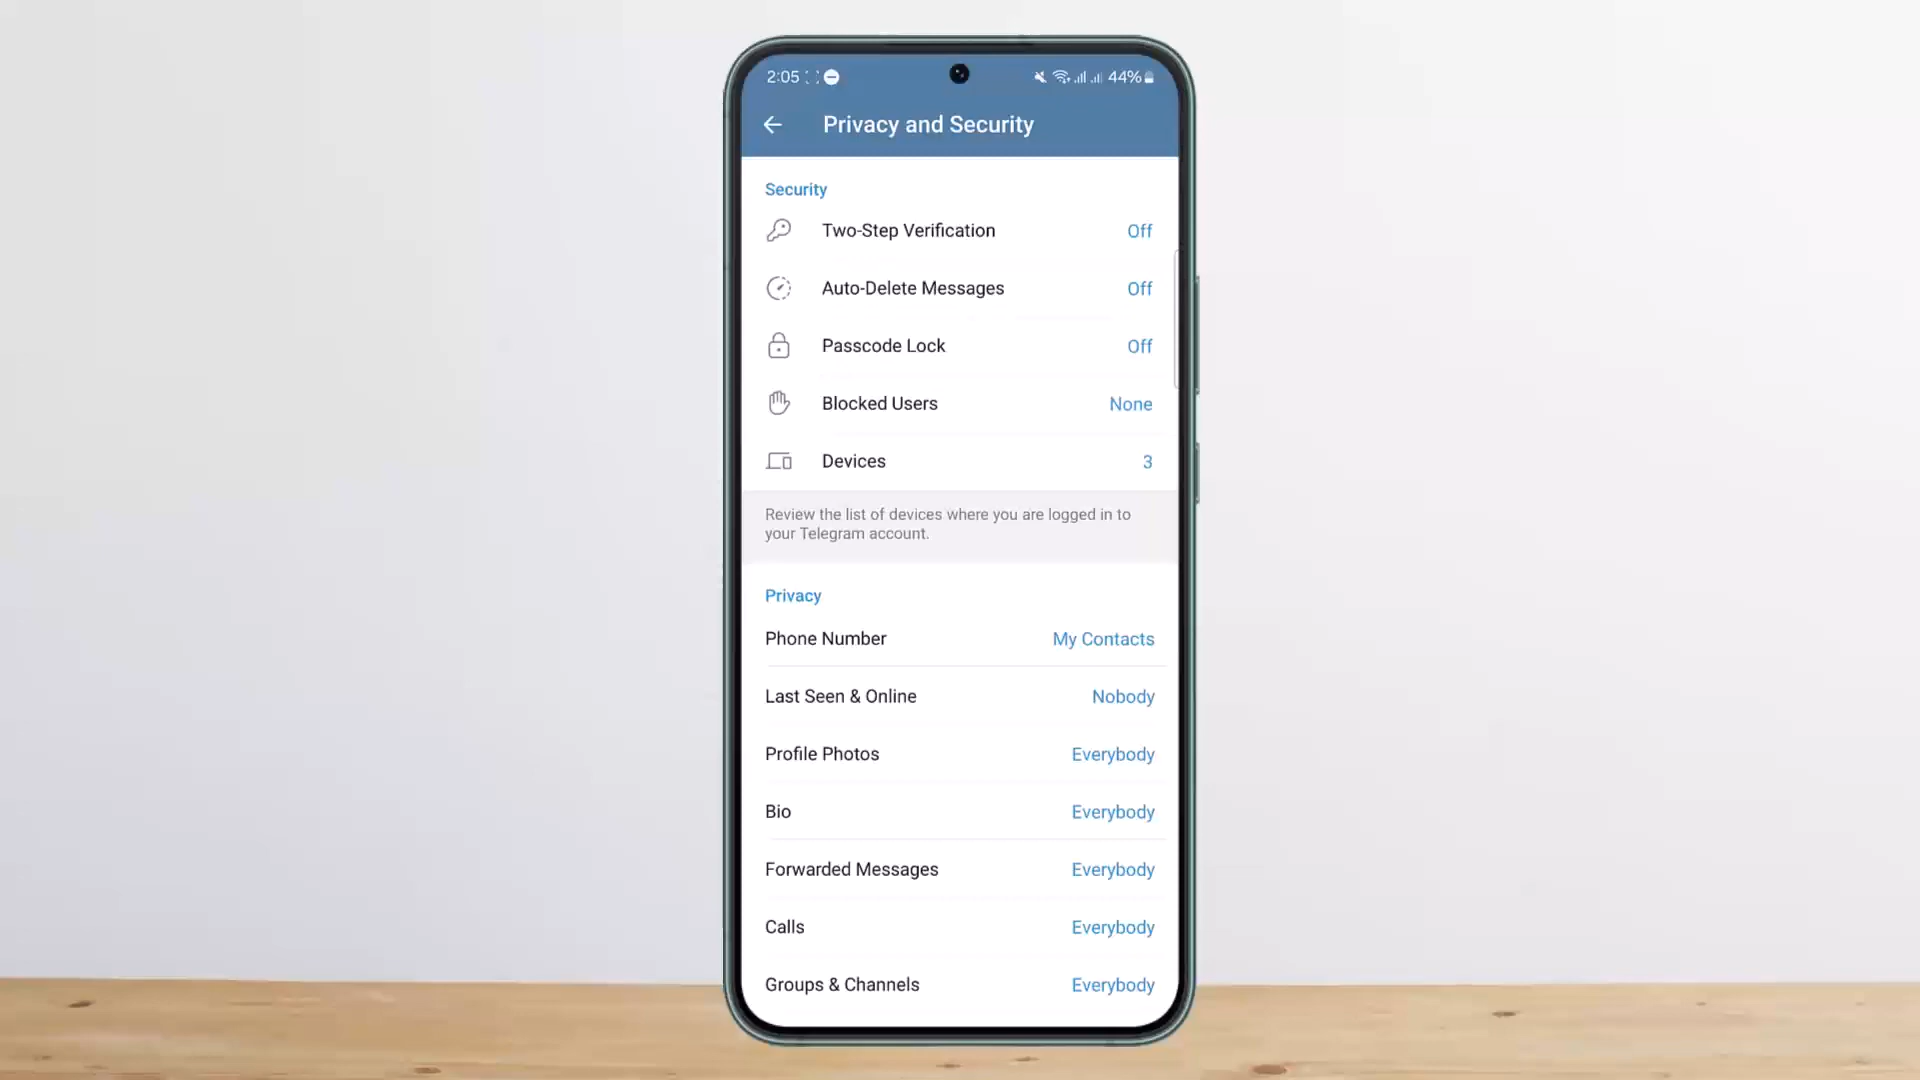 2:05 44%
Privacy and Security
Security
Two-Step Verification Off
Auto-Delete Messages Off
Passcode Lock Off
Blocked Users None
Devices 3
Review the list of devices where you are logged in to
your Telegram account.
Privacy
Phone Number My Contacts
Last Seen & Online Nobody
Profile Photos Everybody
Bio Everybody
Forwarded Messages Everybody
Calls Everybody
Groups & Channels Everybody